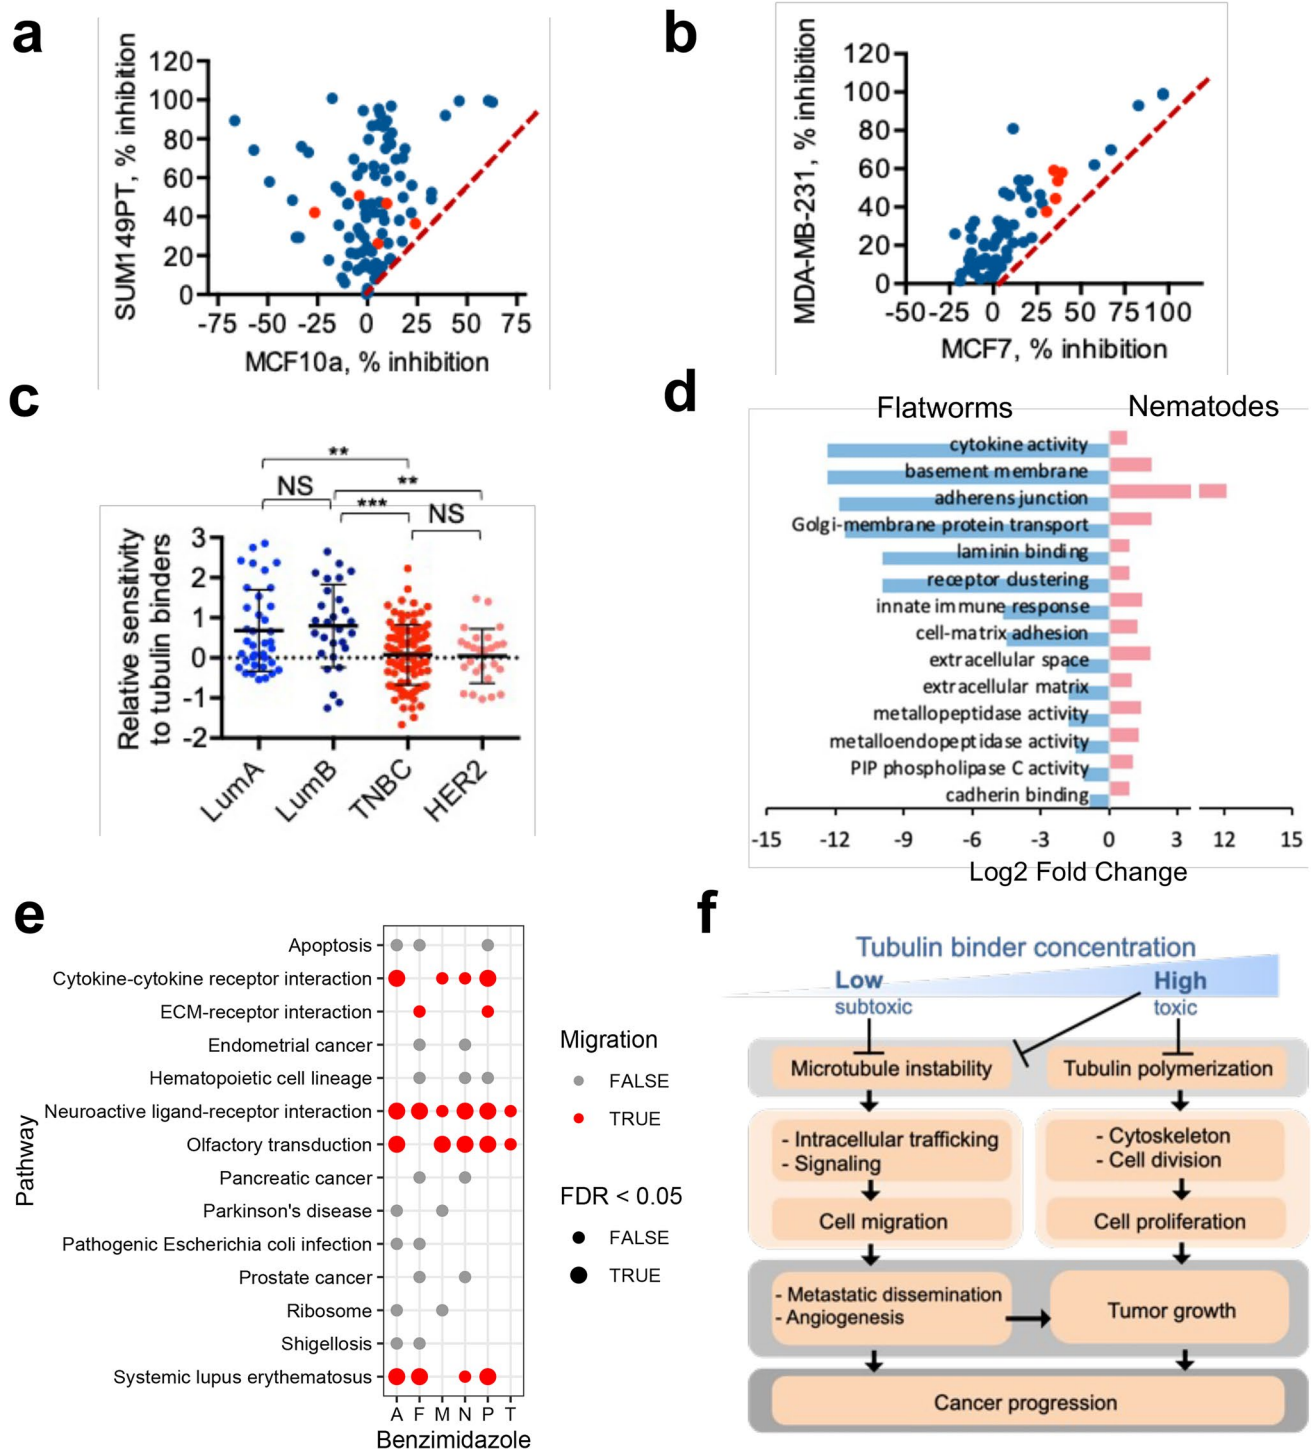 a
SUM149PT, % inhibition
120
100
80
60
40
20
0
-75 -50 -25 0 25 50 75
MCF10a, % inhibition
b
MDA-MB-231, % inhibition
120
100
80
60
40
20
0
-50 -25 0 25 50 75 100
MCF7, % inhibition
c
**
NS
**
***
NS
Relative sensitivity
to tubulin binders
3
2
1
0
-1
-2
LumA
LumB
TNBC
HER2
d
Flatworms
Nematodes
cytokine activity
basement membrane
adherens junction
Golgi-membrane protein transport
laminin binding
receptor clustering
innate immune response
cell-matrix adhesion
extracellular space
extracellular matrix
metallopeptidase activity
metalloendopeptidase activity
PIP phospholipase C activity
cadherin binding
-15 -12 -9 -6 -3 0 3 12 15
Log2 Fold Change
e
Pathway
Apoptosis
Cytokine-cytokine receptor interaction
ECM-receptor interaction
Endometrial cancer
Hematopoietic cell lineage
Neuroactive ligand-receptor interaction
Olfactory transduction
Pancreatic cancer
Parkinson's disease
Pathogenic Escherichia coli infection
Prostate cancer
Ribosome
Shigellosis
Systemic lupus erythematosus
A F M N P T
Benzimidazole
Migration
FALSE
TRUE
FDR < 0.05
FALSE
TRUE
f
Tubulin binder concentration
Low
subtoxic
High
toxic
Microtubule instability
Tubulin polymerization
- Intracellular trafficking
- Signaling
- Cytoskeleton
- Cell division
Cell migration
Cell proliferation
- Metastatic dissemination
- Angiogenesis
Tumor growth
Cancer progression